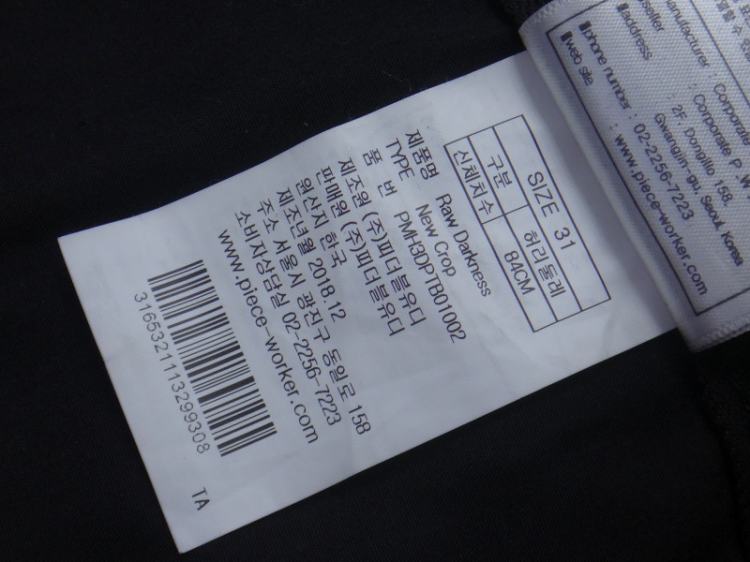 SIZE 31
구분 허리둘레
신체치수 84CM
제품명 Raw Darkness
TYPE New Crop
품 번 PMH3DPTB01002
제조원 (주)피더블유디
판매원 (주)피더블유디
원산지 한국
제조년월 2018.12
주소 서울시 광진구 동일로 158
소비자상담실 02-2256-7223
www.piece-worker.com
3165321113299308
TA
: Corporate
: Corporate P.W
address : 2F, Dongillo 158,
Gwangjin-gu, Seoul, Korea
phone number : 02-2256-7223
web site : www.piece-worker.com